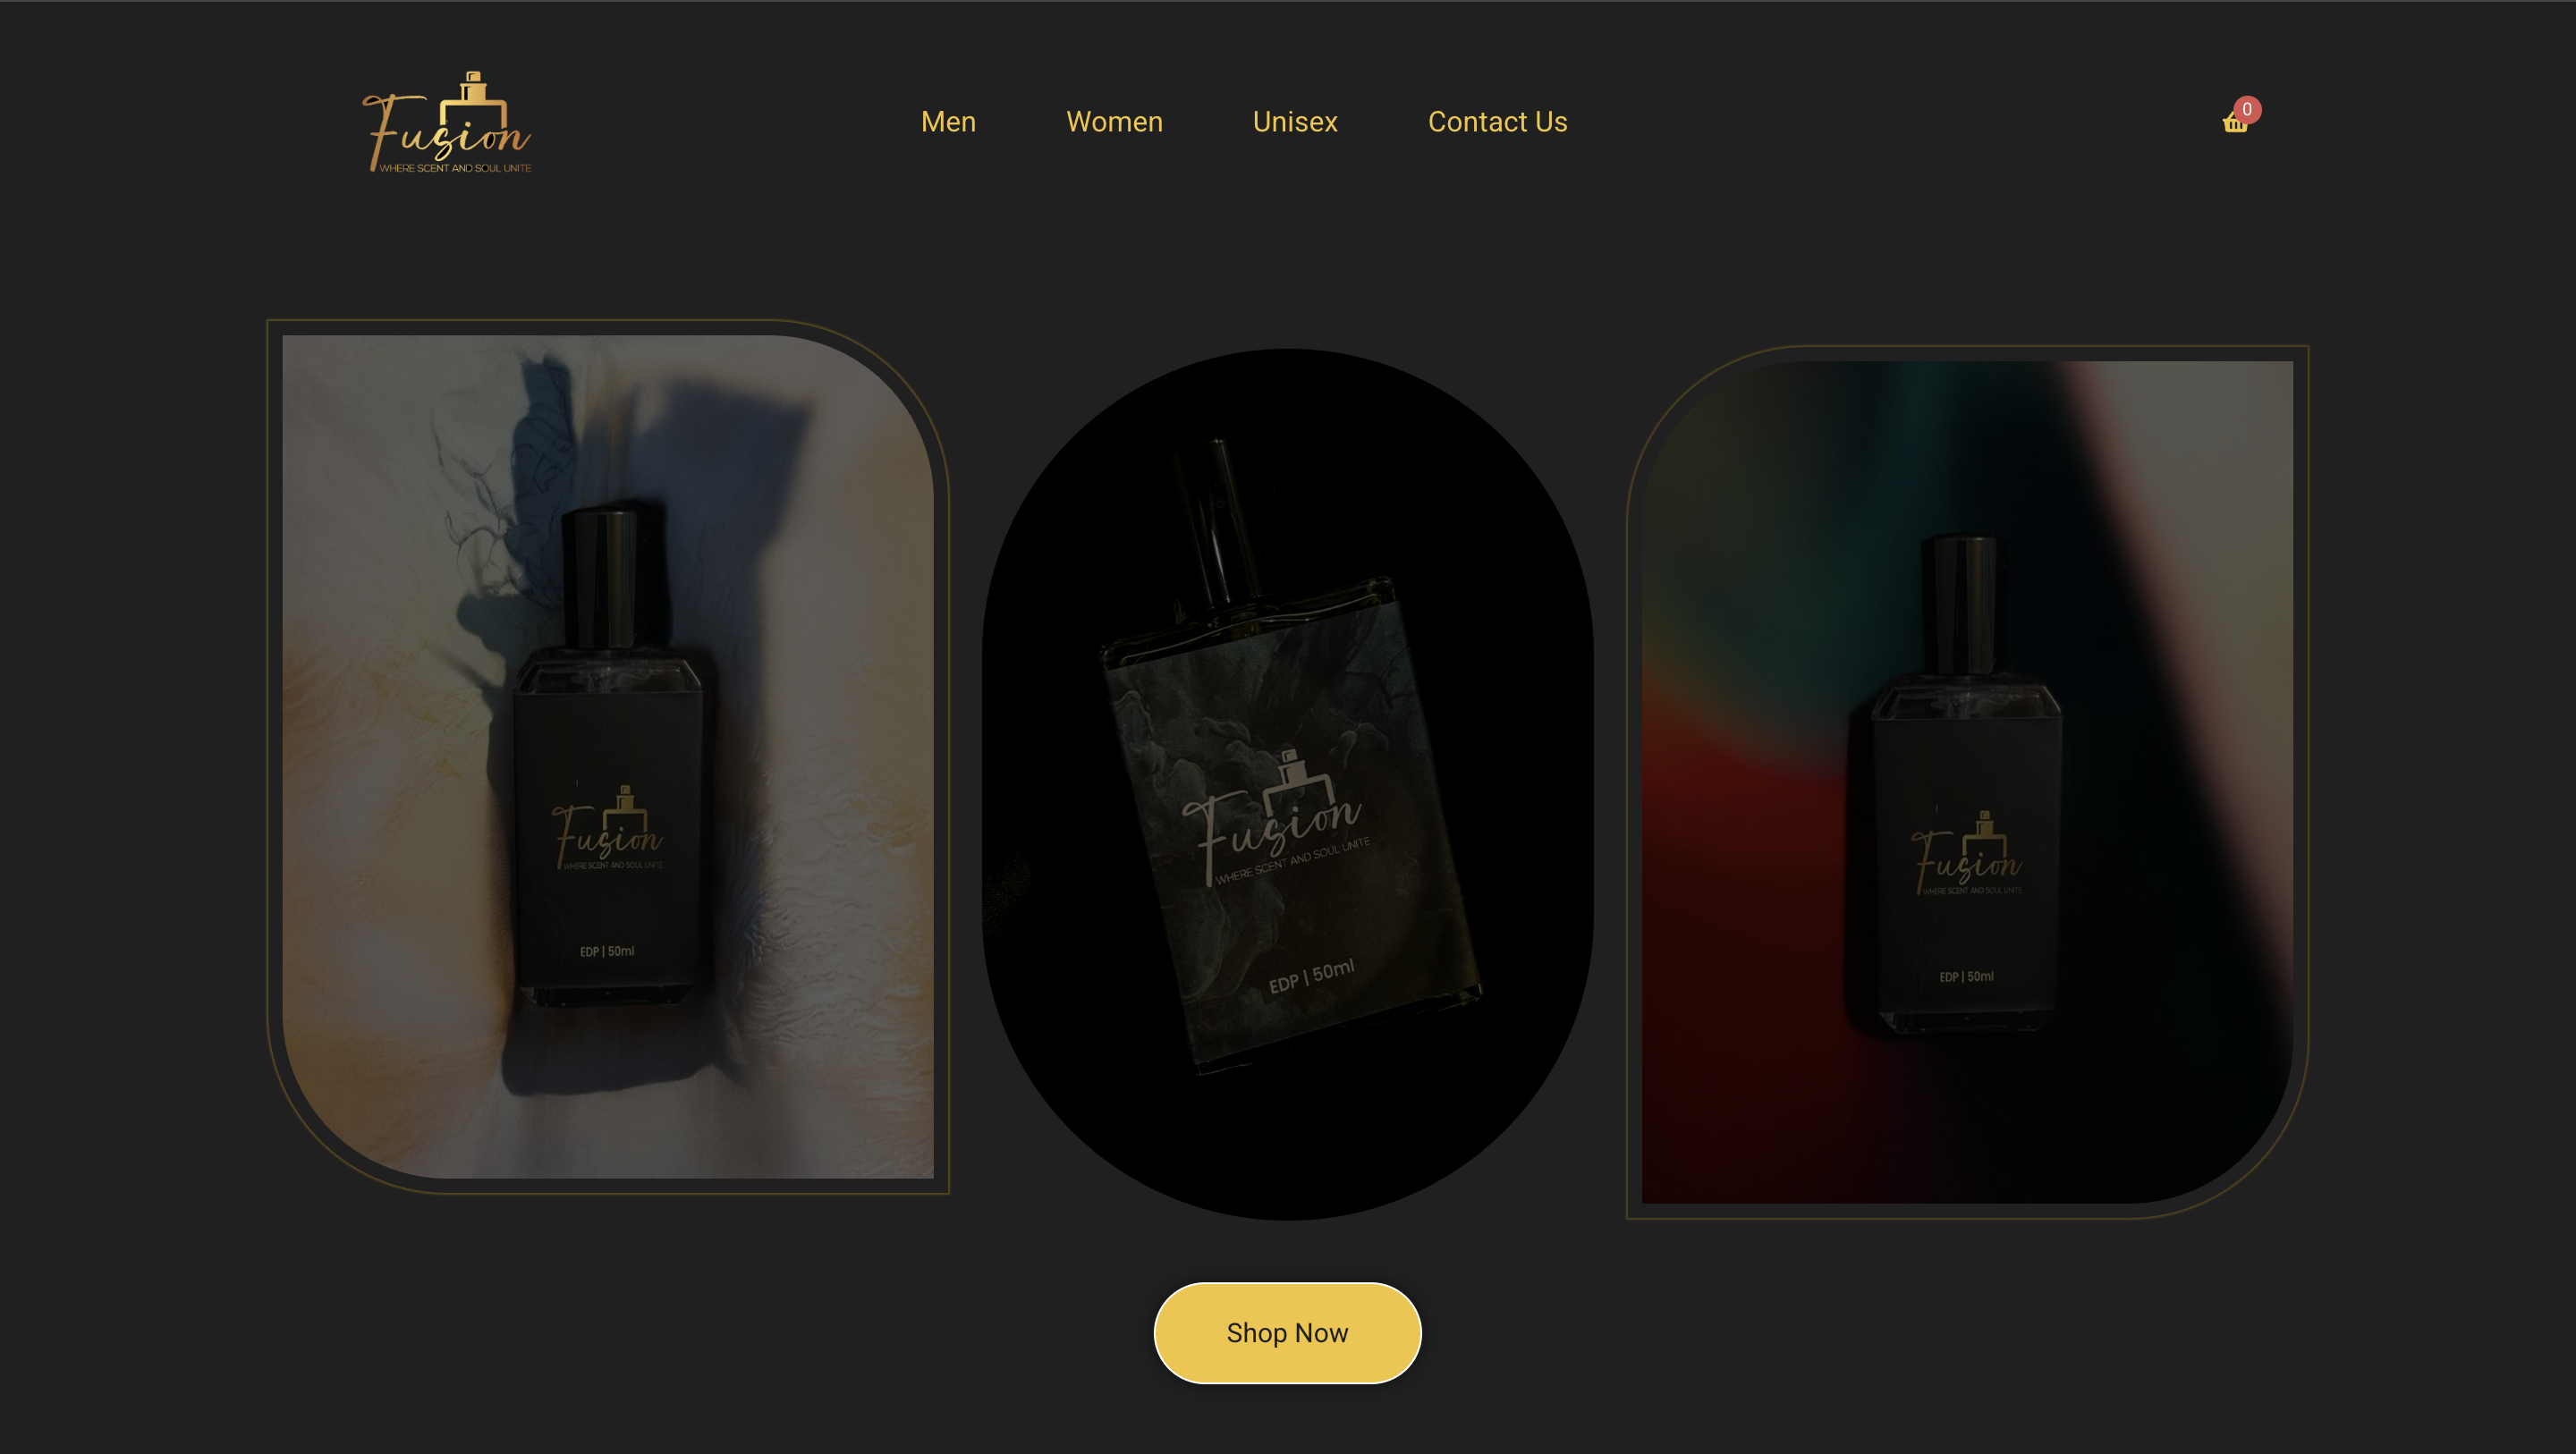 Fusion
WHERE SCENT AND SOUL UNITE
Men
Women
Unisex
Contact Us
0
Fusion
WHERE SCENT AND SOUL UNITE
EDP | 50ml
Fusion
WHERE SCENT AND SOUL UNITE
EDP | 50ml
Fusion
WHERE SCENT AND SOUL UNITE
EDP | 50ml
Shop Now